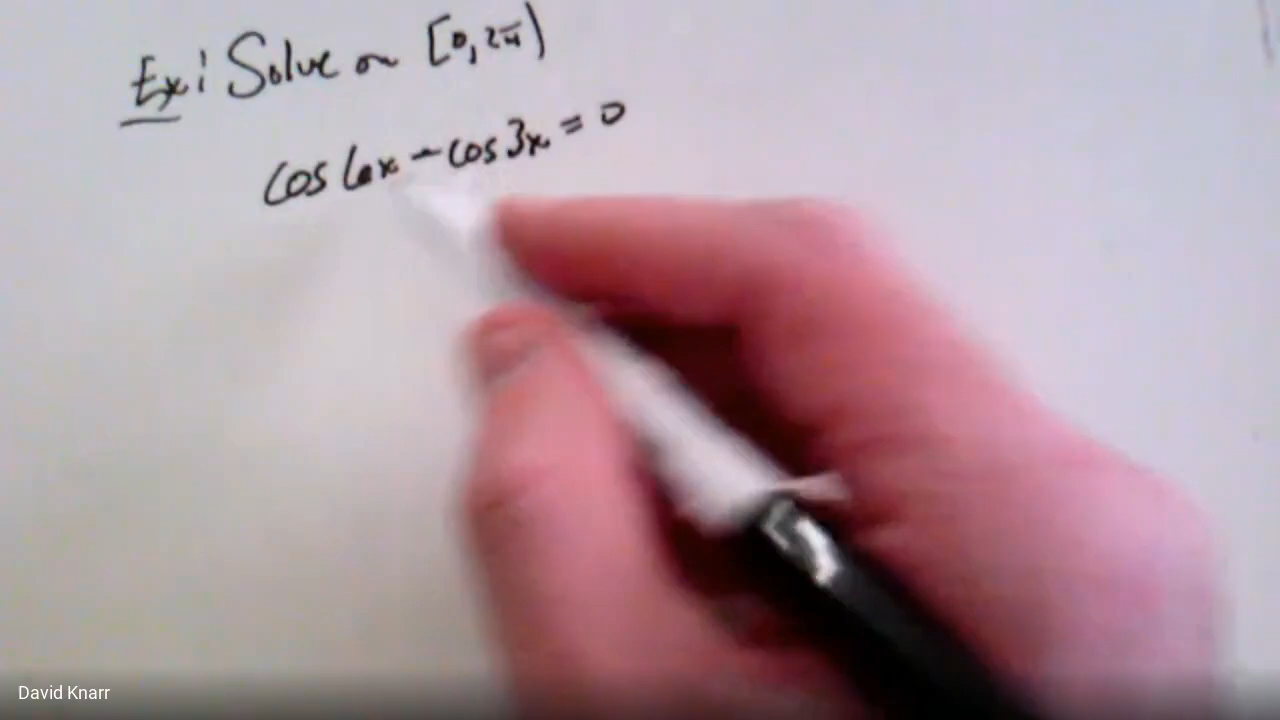 Ex: Solve on [0, 2π)
cos 6x - cos 3x = 0
David Knarr